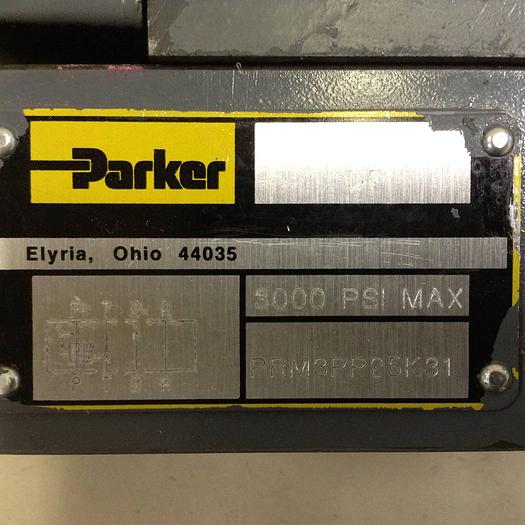 Parker
Elyria, Ohio 44035
3000 PSI MAX
PRM3PP25K31